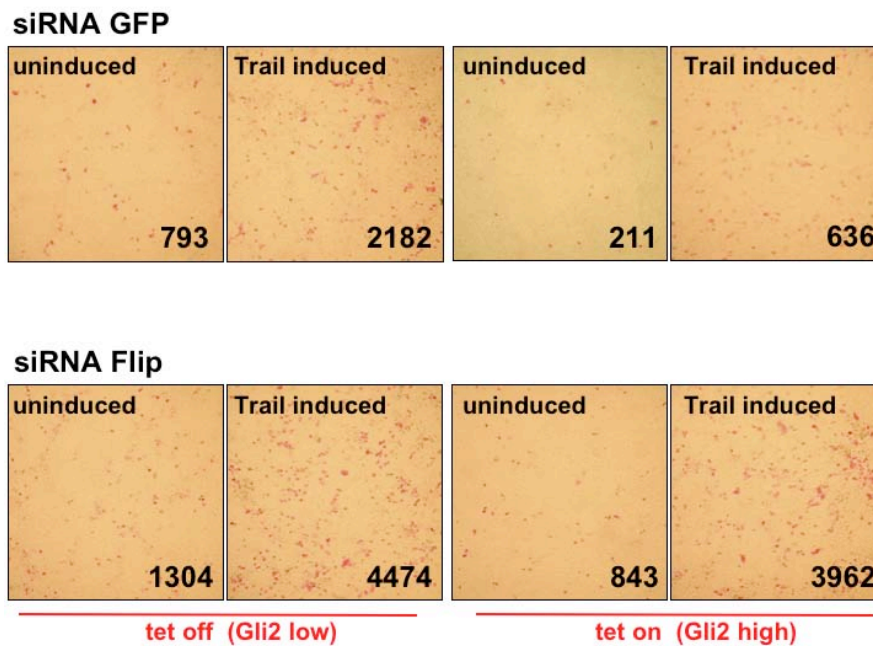 siRNA GFP
uninduced Trail induced uninduced Trail induced
793 2182 211 636
siRNA Flip
uninduced Trail induced uninduced Trail induced
1304 4474 843 3962
tet off (Gli2 low) tet on (Gli2 high)